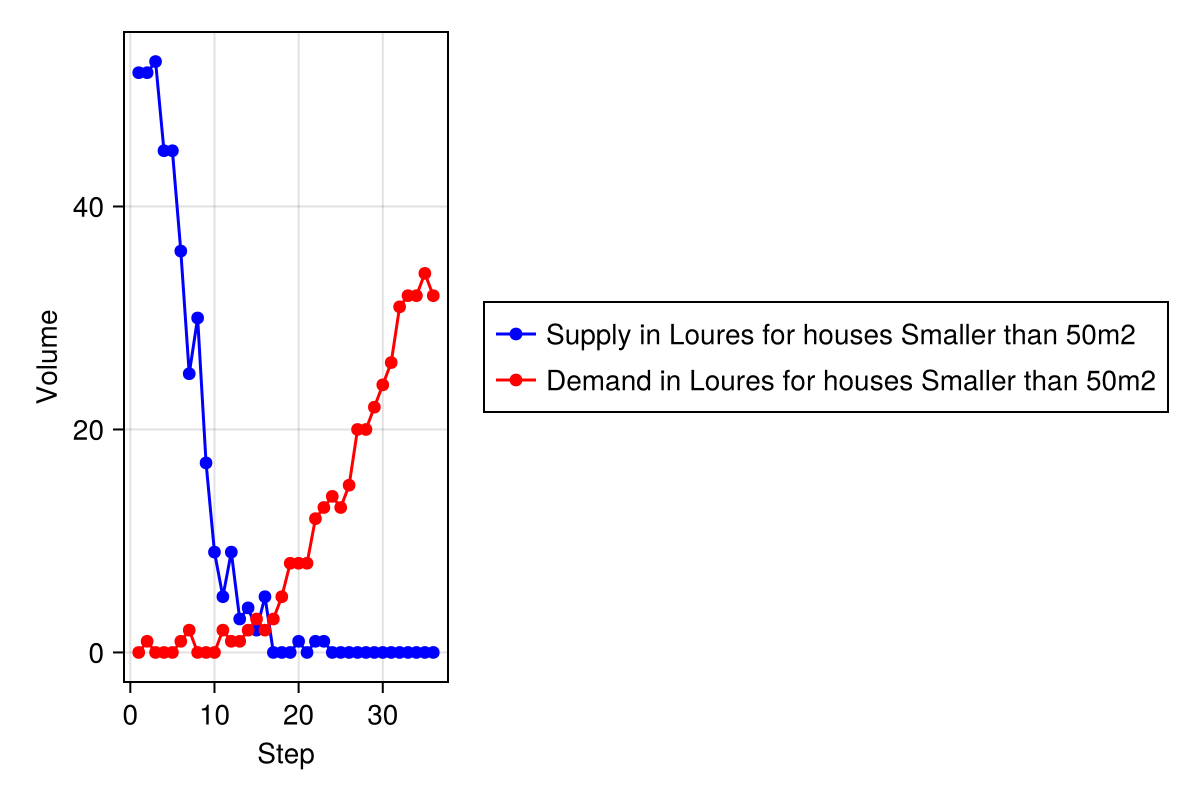 Volume
40
20
0
0 10 20 30
Step
Supply in Loures for houses Smaller than 50m2
Demand in Loures for houses Smaller than 50m2